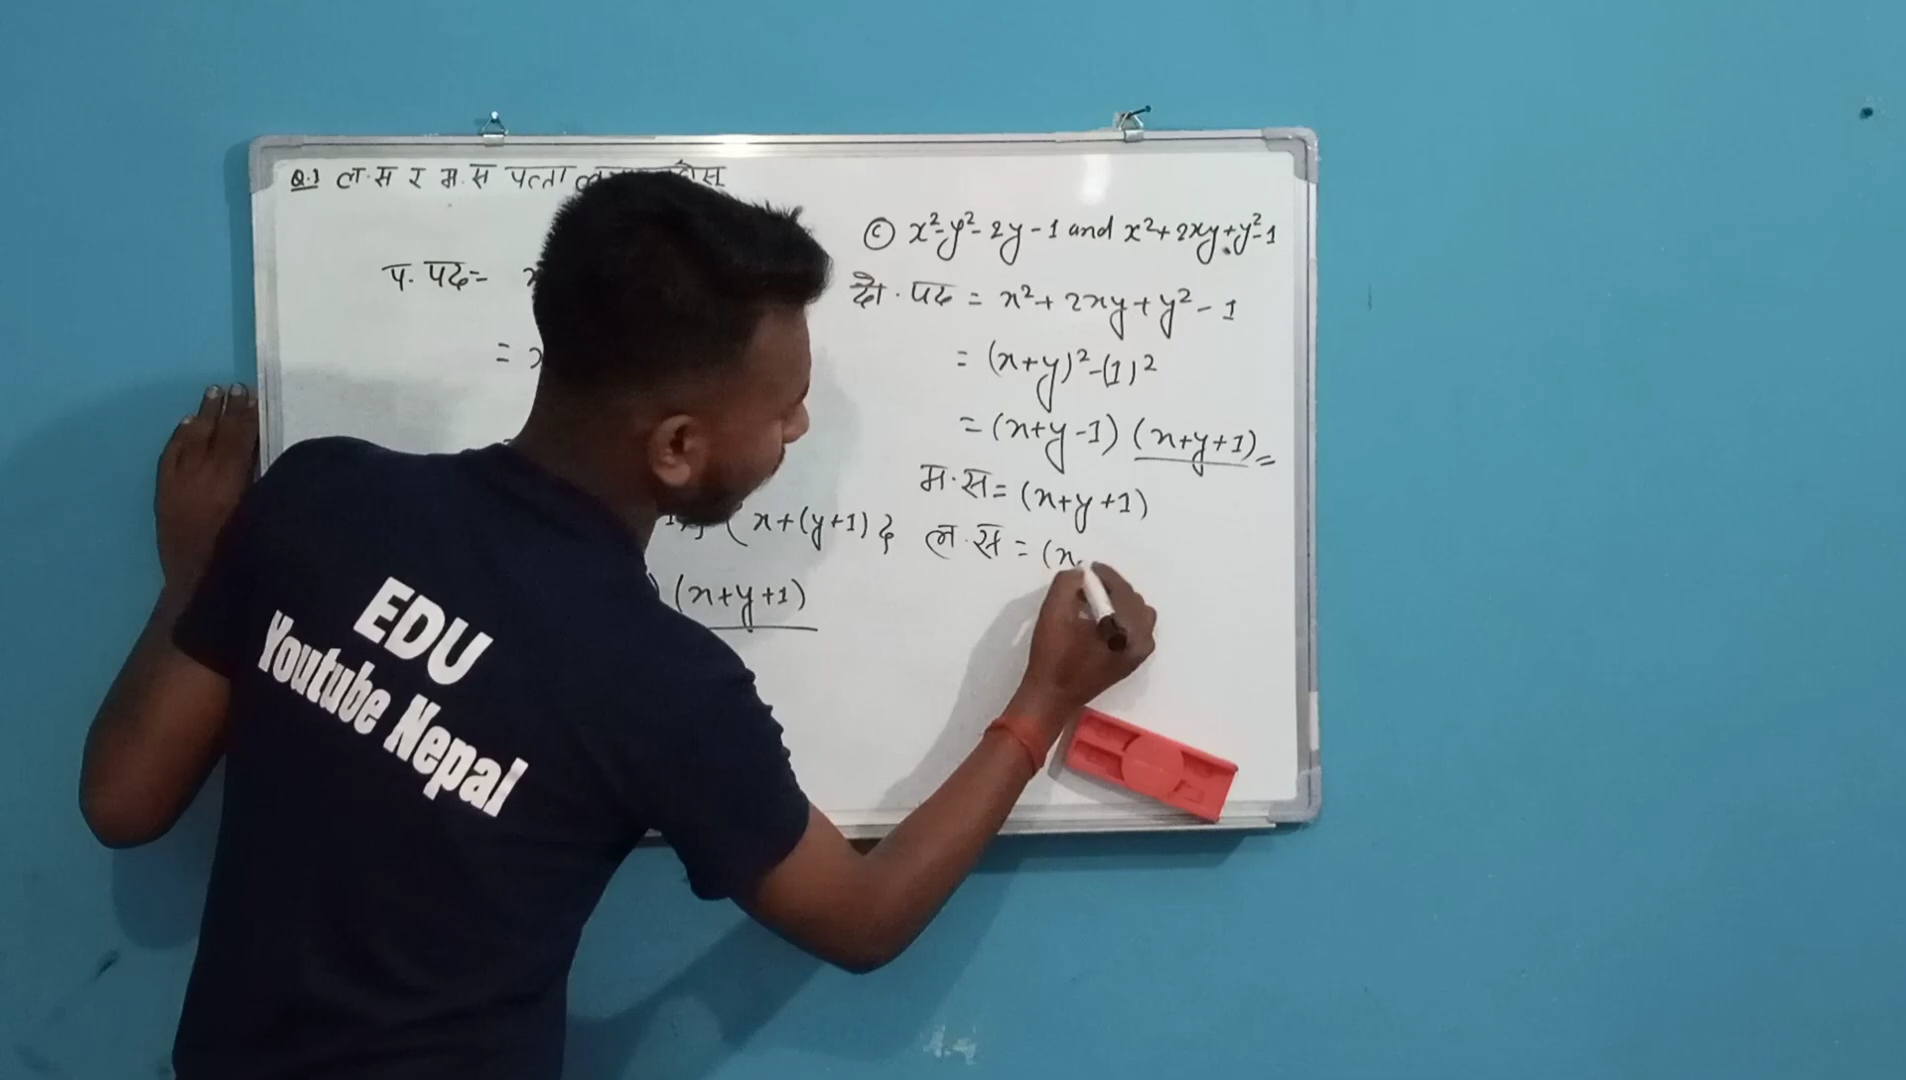 Q.1 ल.स र म.स पत्ता
प. पद =
=
x+(y+1)}
(x+y+1)
© x²-y²-2y-1 and x²+2xy+y²-1
दो. पद = x²+2xy+y²-1
= (x+y)²-(1)²
= (x+y-1) (x+y+1) =
म.स = (x+y+1)
ल.स = (x
EDU
Youtube Nepal